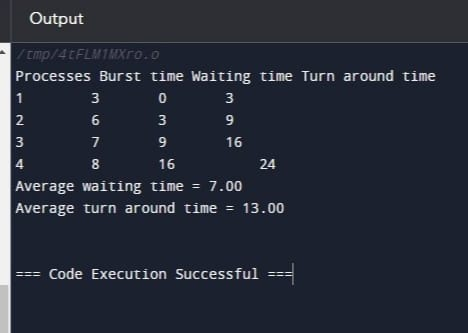 Output
/tmp/4tFLM1MXro.o
Processes Burst time Waiting time Turn around time
1 3 0 3
2 6 3 9
3 7 9 16
4 8 16 24
Average waiting time = 7.00
Average turn around time = 13.00
=== Code Execution Successful ===